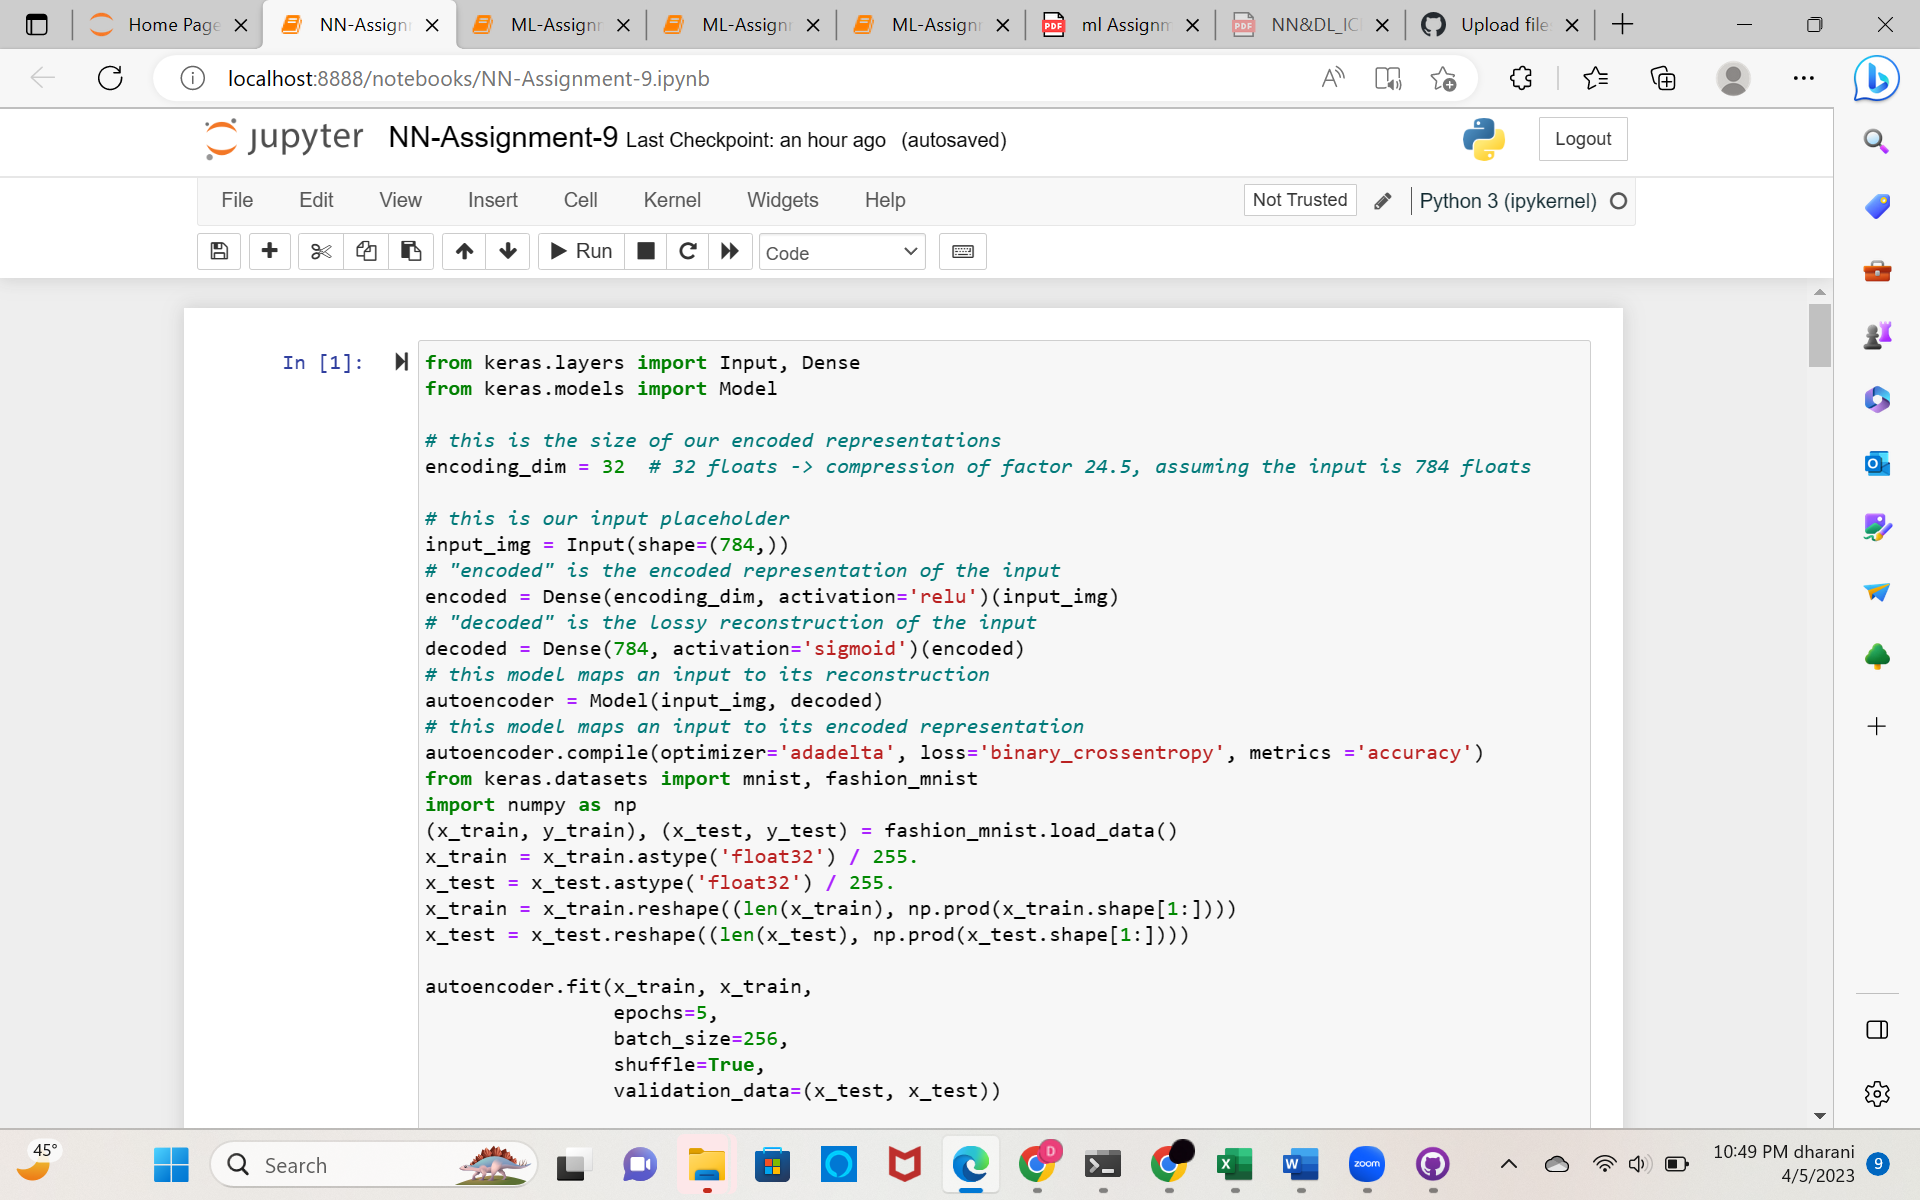 Home Page
NN-Assignr
ML-Assignr
ML-Assignr
ML-Assignr
PDF
ml Assignm
PDF
NN&DL_IC
Upload file
localhost:8888/notebooks/NN-Assignment-9.ipynb
jupyter
NN-Assignment-9 Last Checkpoint: an hour ago (autosaved)
Logout
File
Edit
View
Insert
Cell
Kernel
Widgets
Help
Not Trusted
Python 3 (ipykernel)
Run
Code
In [1]:
from keras.layers import Input, Dense
from keras.models import Model
# this is the size of our encoded representations
encoding_dim = 32  # 32 floats -> compression of factor 24.5, assuming the input is 784 floats
# this is our input placeholder
input_img = Input(shape=(784,))
# "encoded" is the encoded representation of the input
encoded = Dense(encoding_dim, activation='relu')(input_img)
# "decoded" is the lossy reconstruction of the input
decoded = Dense(784, activation='sigmoid')(encoded)
# this model maps an input to its reconstruction
autoencoder = Model(input_img, decoded)
# this model maps an input to its encoded representation
autoencoder.compile(optimizer='adadelta', loss='binary_crossentropy', metrics ='accuracy')
from keras.datasets import mnist, fashion_mnist
import numpy as np
(x_train, y_train), (x_test, y_test) = fashion_mnist.load_data()
x_train = x_train.astype('float32') / 255.
x_test = x_test.astype('float32') / 255.
x_train = x_train.reshape((len(x_train), np.prod(x_train.shape[1:])))
x_test = x_test.reshape((len(x_test), np.prod(x_test.shape[1:])))
autoencoder.fit(x_train, x_train,
epochs=5,
batch_size=256,
shuffle=True,
validation_data=(x_test, x_test))
45°
Search
D
zoom
10:49 PM dharani
4/5/2023
9